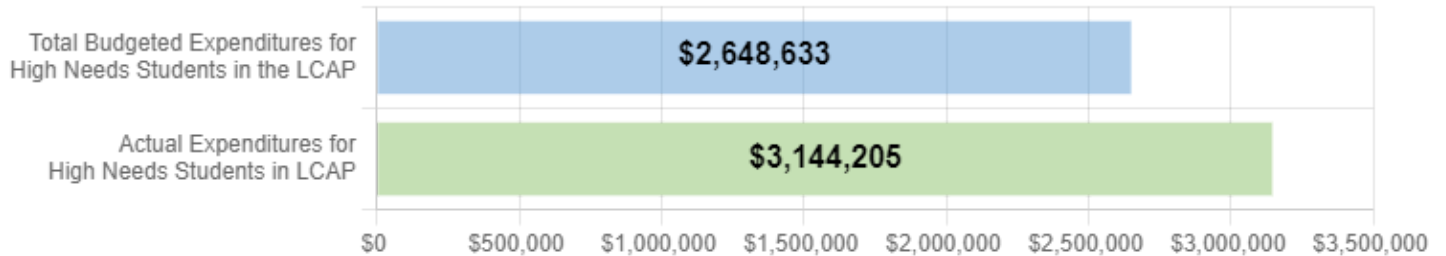 Total Budgeted Expenditures for
High Needs Students in the LCAP
$2,648,633
Actual Expenditures for
High Needs Students in LCAP
$3,144,205
$0 $500,000 $1,000,000 $1,500,000 $2,000,000 $2,500,000 $3,000,000 $3,500,000